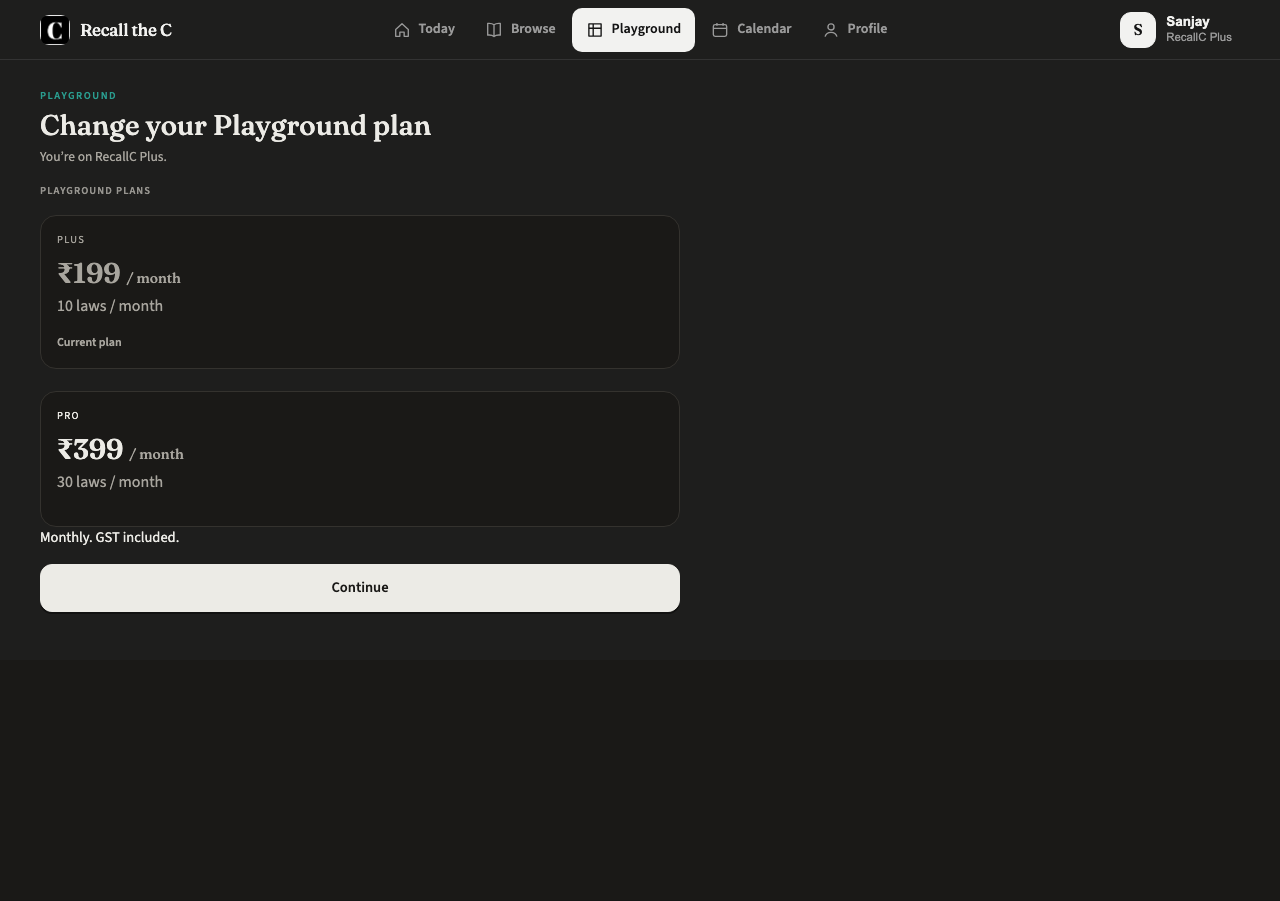 C
Recall the C
Today
Browse
Playground
Calendar
Profile
S
Sanjay
RecallC Plus
PLAYGROUND
Change your Playground plan
You're on RecallC Plus.
PLAYGROUND PLANS
PLUS
₹199 / month
10 laws / month
Current plan
PRO
₹399 / month
30 laws / month
Monthly. GST included.
Continue